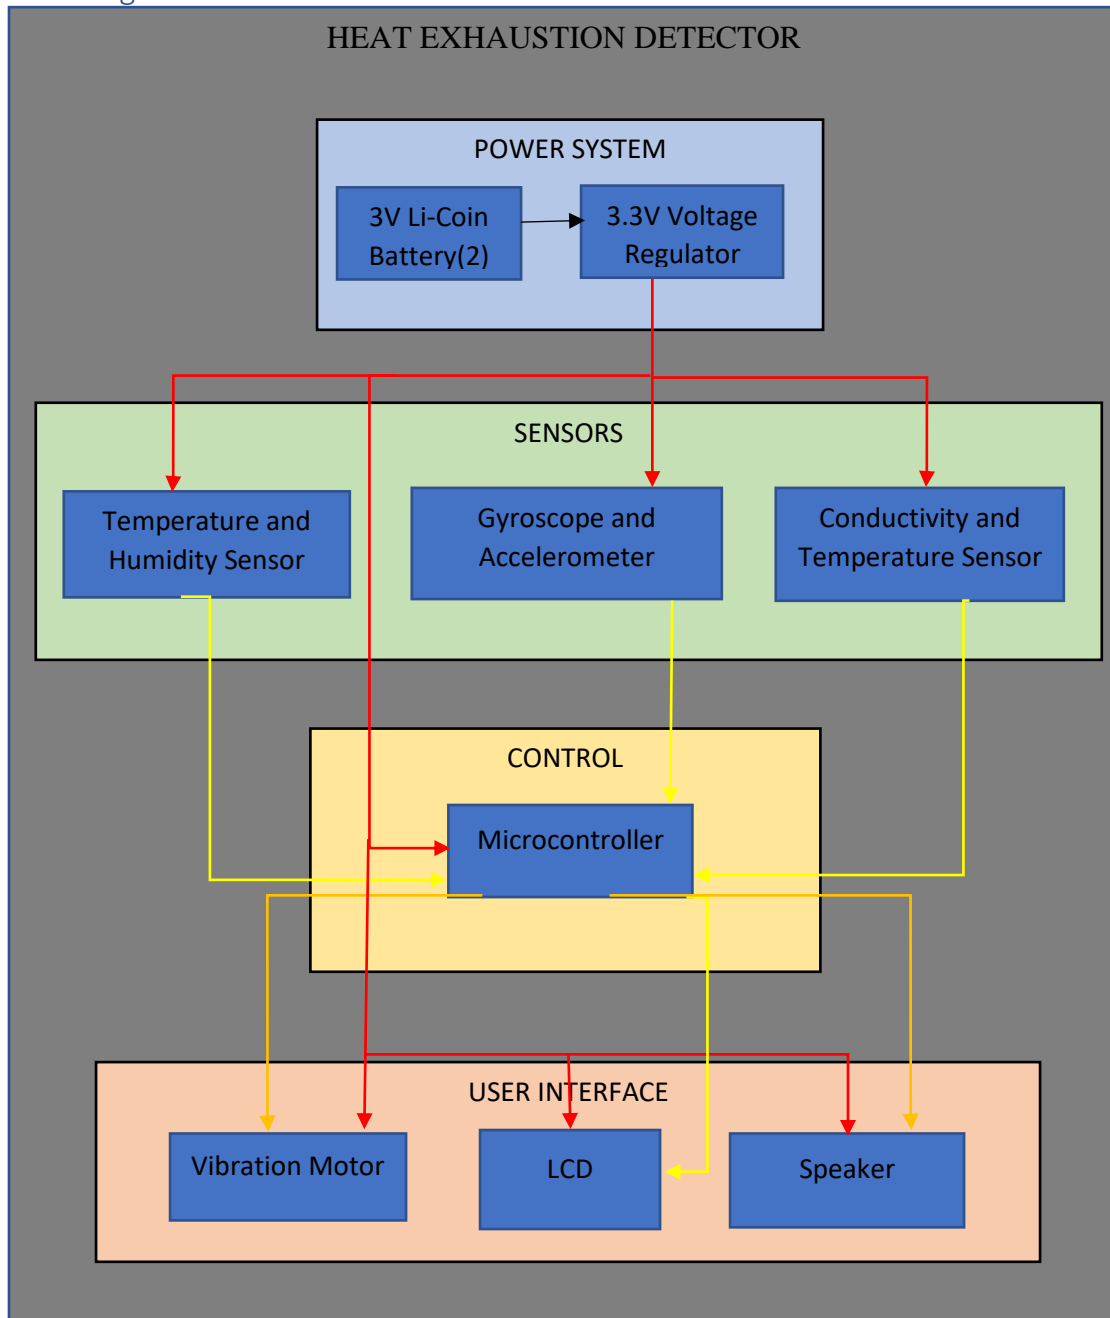 HEAT EXHAUSTION DETECTOR
POWER SYSTEM
3V Li-Coin
Battery(2)
3.3V Voltage
Regulator
SENSORS
Temperature and
Humidity Sensor
Gyroscope and
Accelerometer
Conductivity and
Temperature Sensor
CONTROL
Microcontroller
USER INTERFACE
Vibration Motor
LCD
Speaker